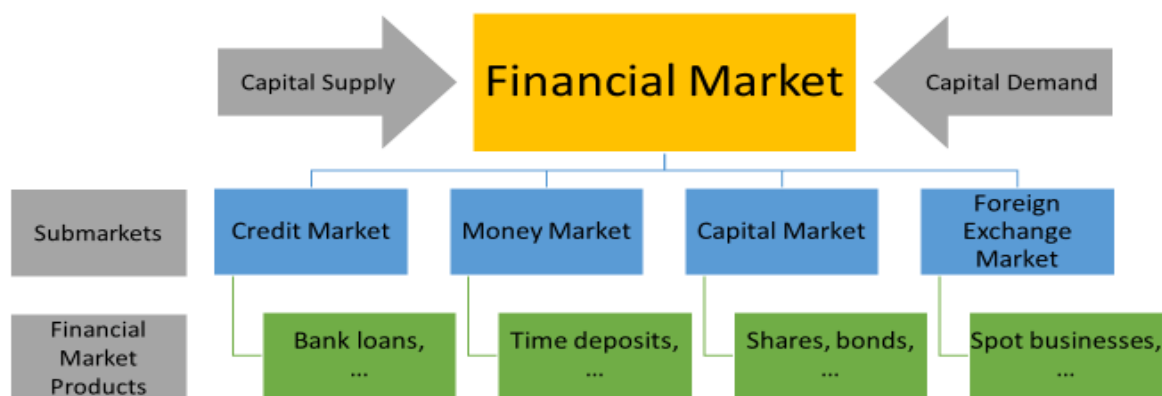 Capital Supply
Financial Market
Capital Demand
Submarkets
Credit Market
Money Market
Capital Market
Foreign
Exchange
Market
Financial
Market
Products
Bank loans,
...
Time deposits,
...
Shares, bonds,
...
Spot businesses,
...